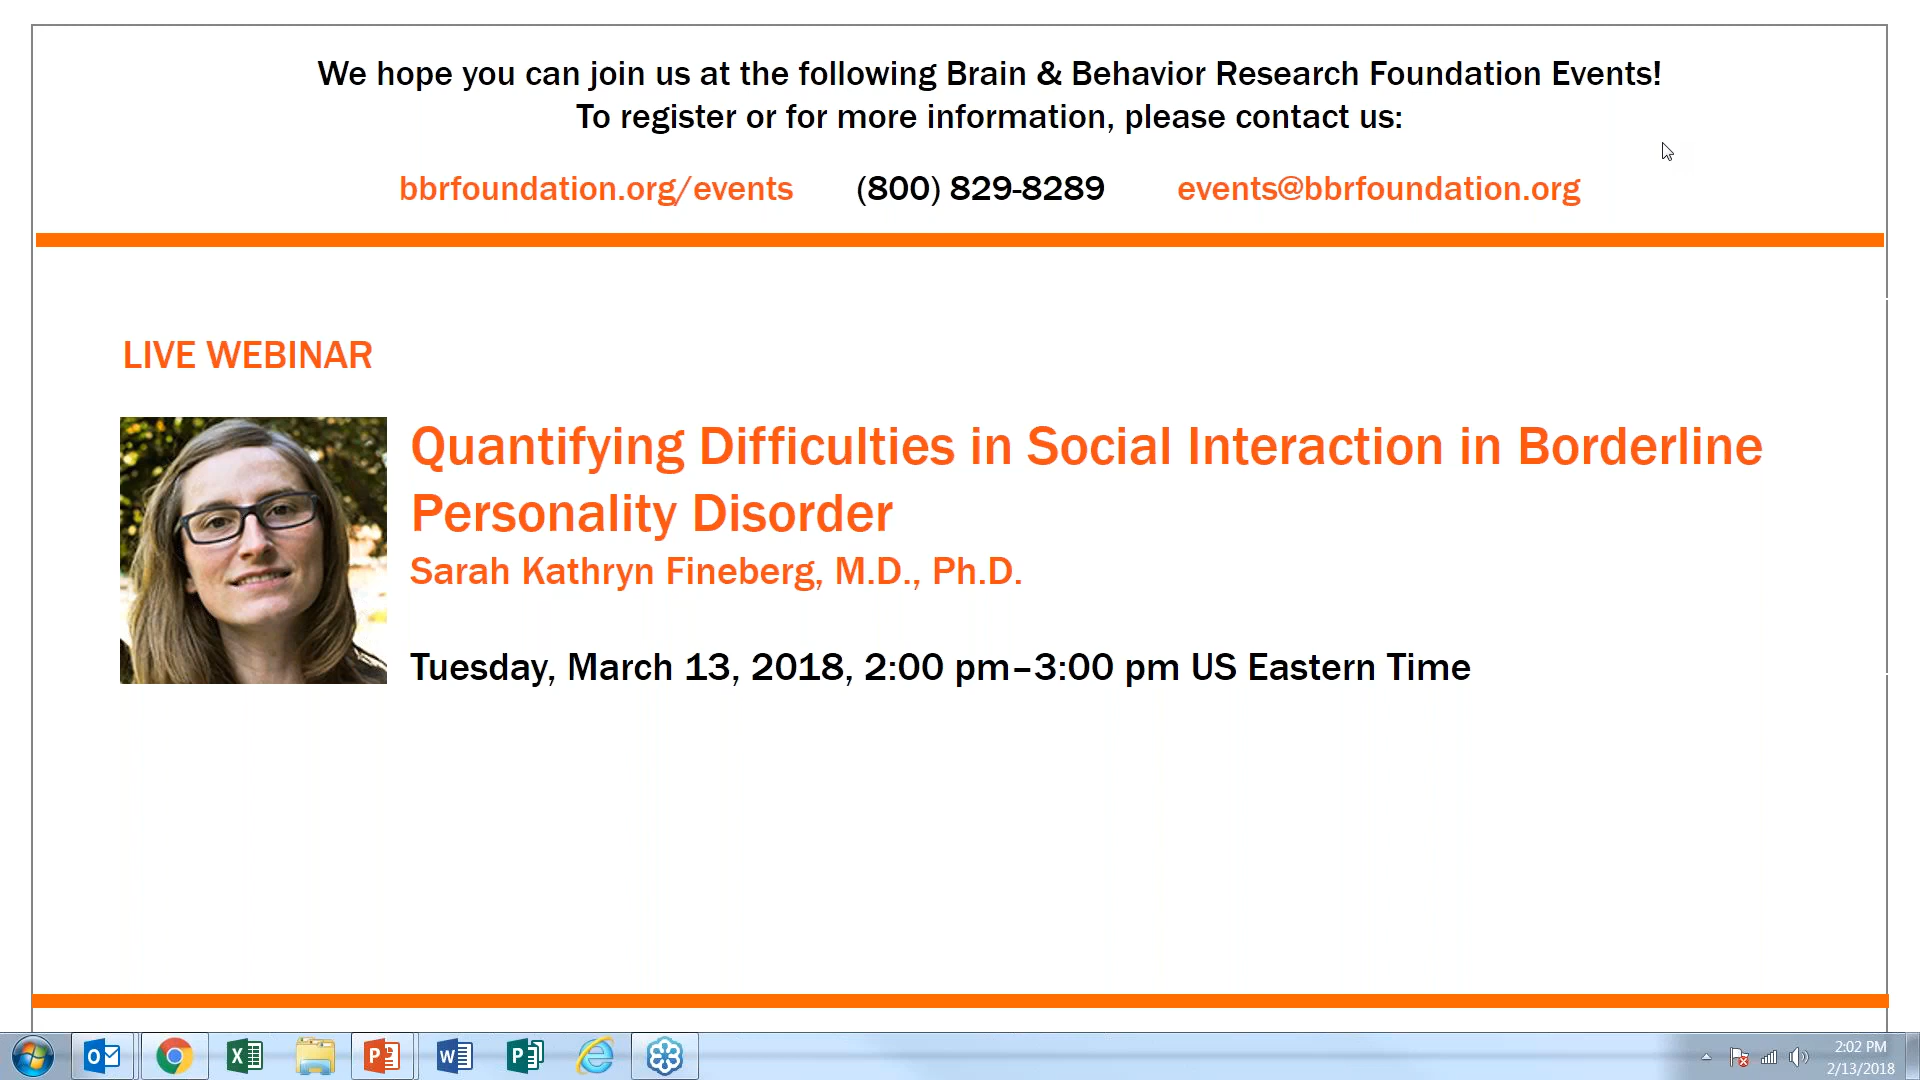 We hope you can join us at the following Brain & Behavior Research Foundation Events!
To register or for more information, please contact us:
bbrfoundation.org/events (800) 829-8289 events@bbrfoundation.org
LIVE WEBINAR
Quantifying Difficulties in Social Interaction in Borderline
Personality Disorder
Sarah Kathryn Fineberg, M.D., Ph.D.
Tuesday, March 13, 2018, 2:00 pm–3:00 pm US Eastern Time
2:02 PM
2/13/2018